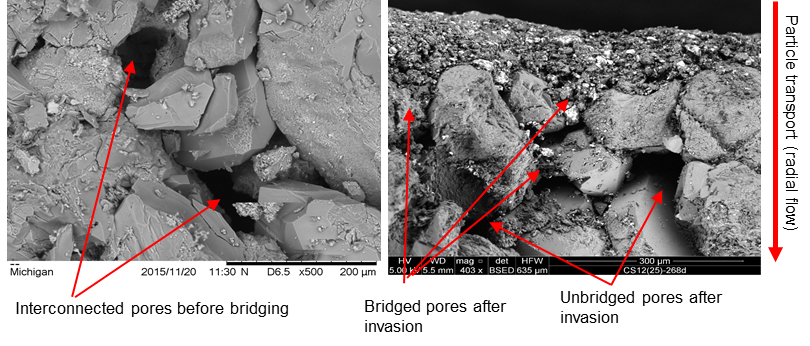 Michigan 2015/11/20 11:30 N D6.5 x500 200 µm
HV WD mag det HFW 300 µm
5.00 kV 5.5 mm 403 x BSED 635 µm CS12(25)-268d
Interconnected pores before bridging
Bridged pores after
invasion
Unbridged pores after
invasion
Particle transport (radial flow)